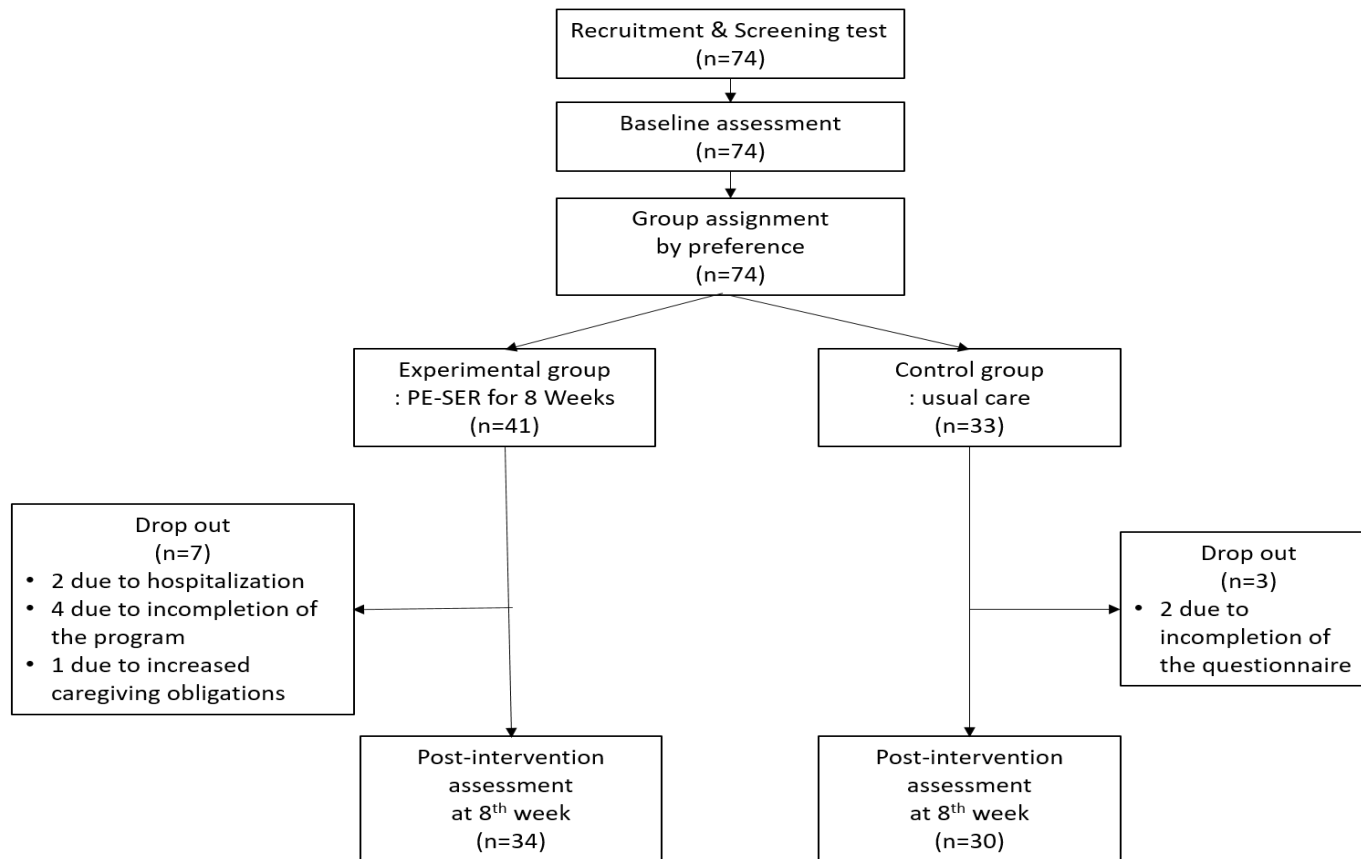 Recruitment & Screening test
(n=74)
Baseline assessment
(n=74)
Group assignment
by preference
(n=74)
Experimental group
: PE-SER for 8 Weeks
(n=41)
Control group
: usual care
(n=33)
Drop out
(n=7)
• 2 due to hospitalization
• 4 due to incompletion of
the program
• 1 due to increased
caregiving obligations
Drop out
(n=3)
• 2 due to
incompletion of
the questionnaire
Post-intervention
assessment
at 8th week
(n=34)
Post-intervention
assessment
at 8th week
(n=30)